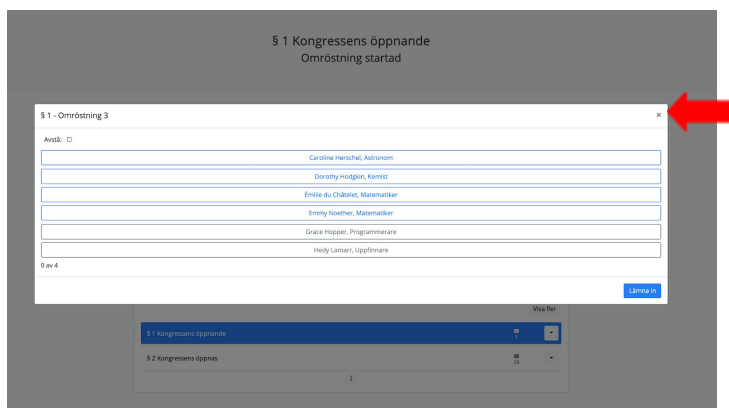 § 1 Kongressens öppnande
Omröstning startad
§ 1 - Omröstning 3
×
Avstå:
Caroline Herschel, Astronom
Dorothy Hodgkin, Kemist
Émilie du Châtelet, Matematiker
Emmy Noether, Matematiker
Grace Hopper, Programmerare
Hedy Lamarr, Uppfinnare
0 av 4
Lämna in
Visa fler
§ 1 Kongressens öppnande 1
§ 2 Kongressens öppnas